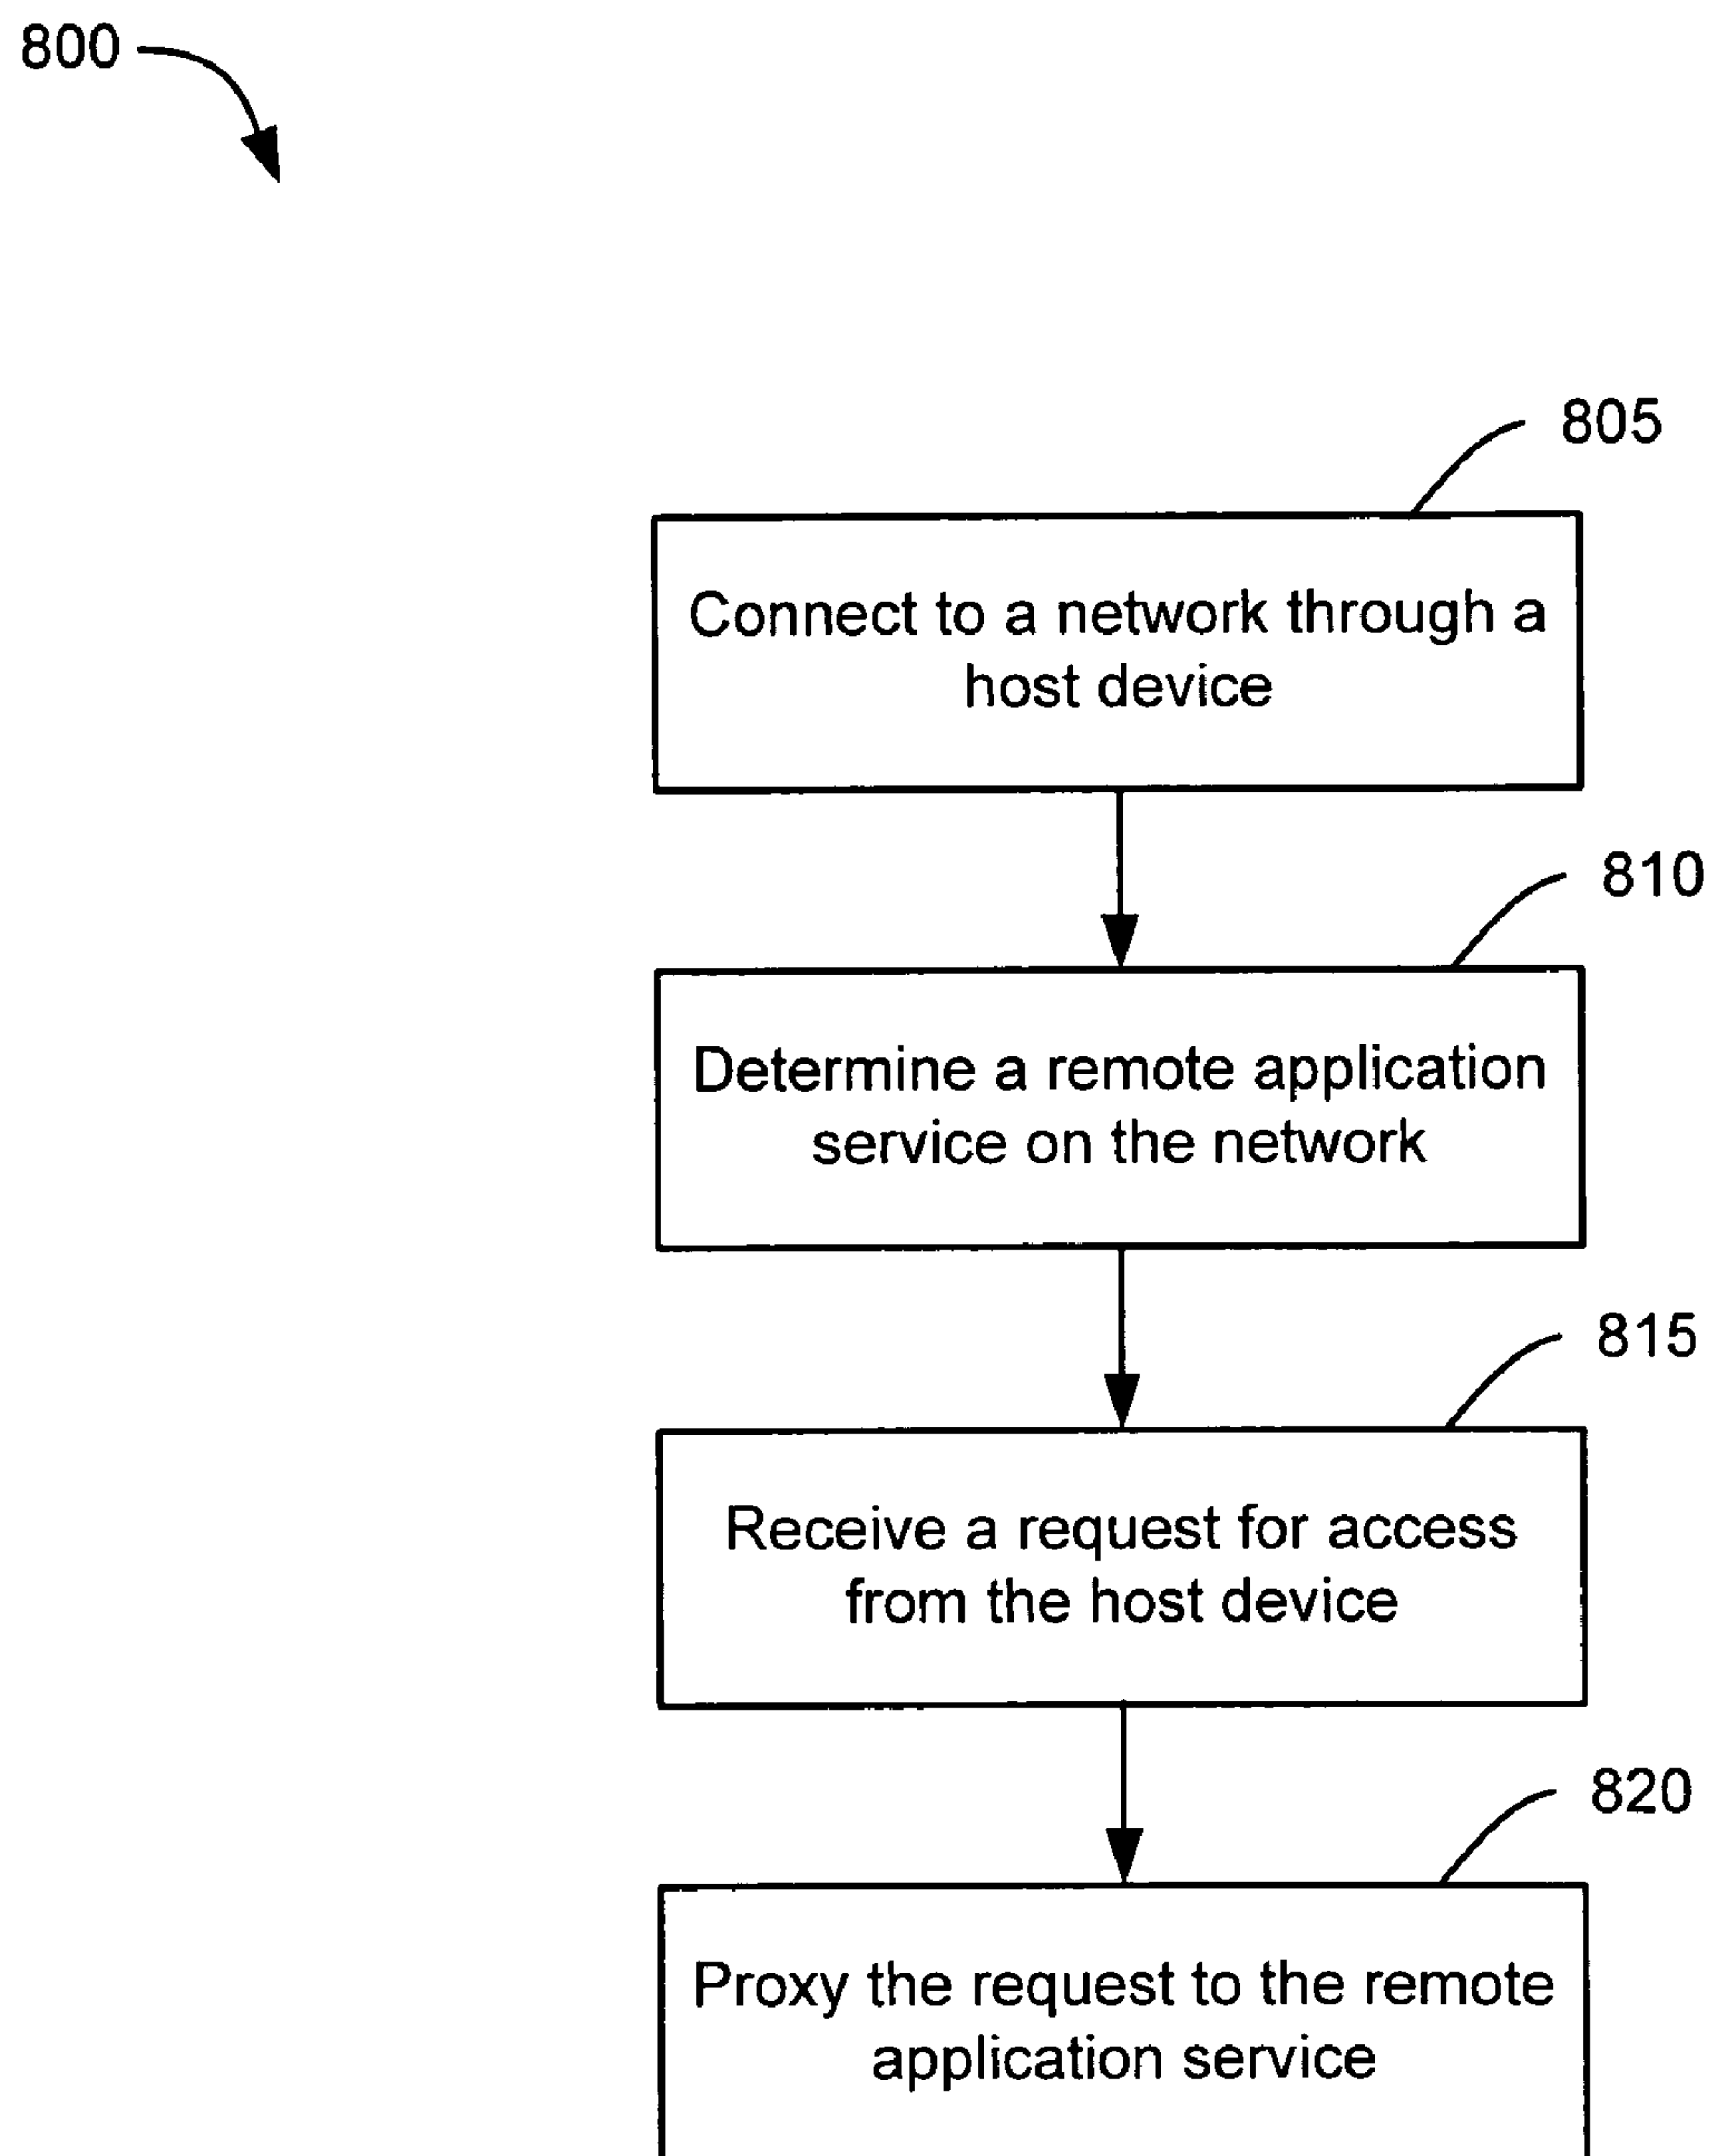 800
805
Connect to a network through a
host device
810
Determine a remote application
service on the network
815
Receive a request for access
from the host device
820
Proxy the request to the remote
application service